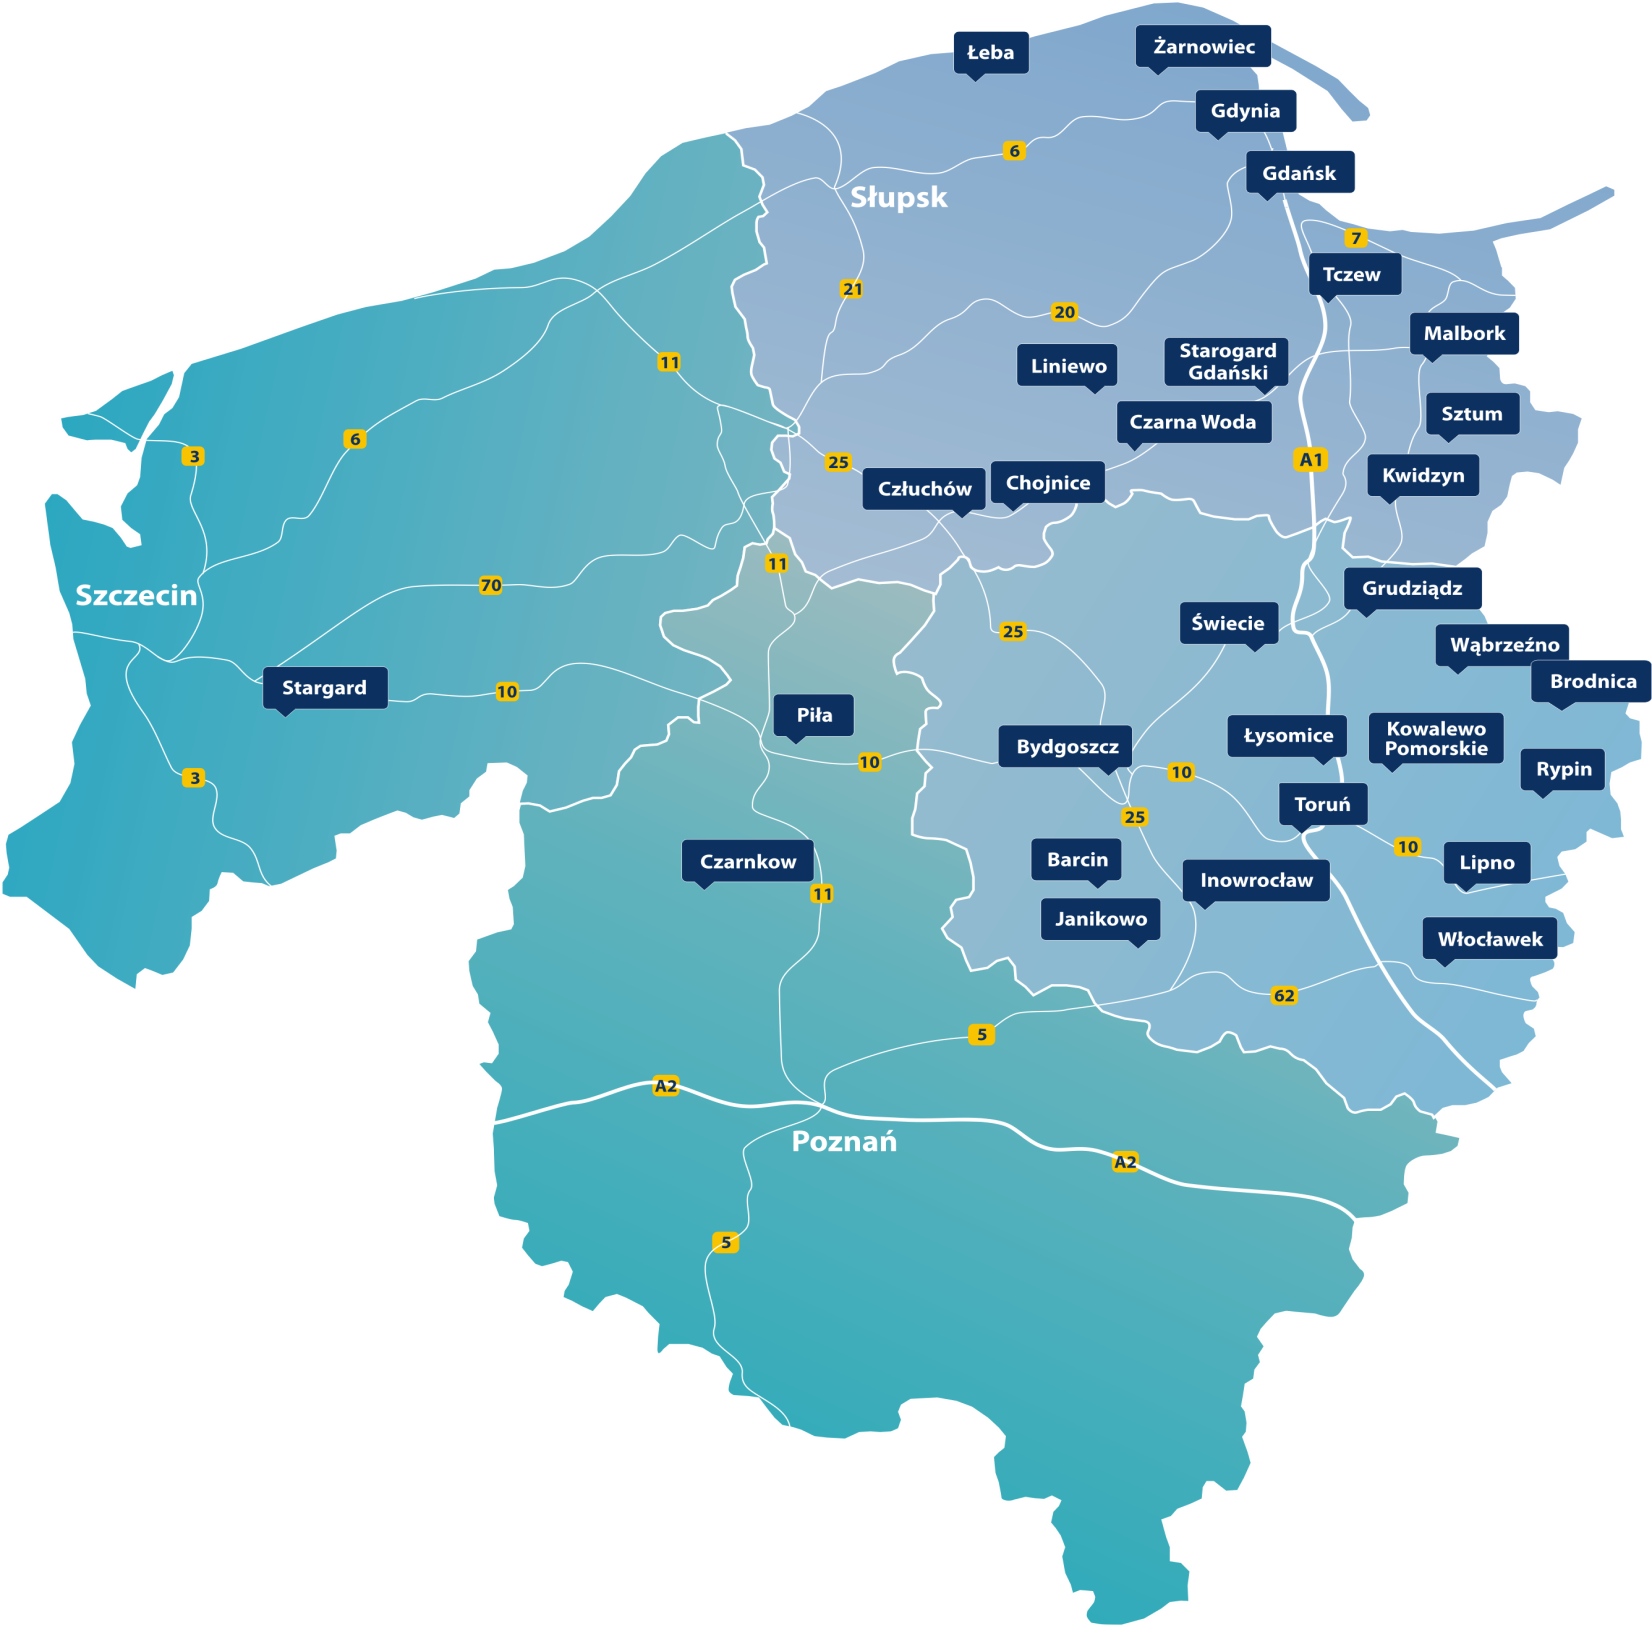 Łeba
Żarnowiec
Gdynia
6
Gdańsk
Słupsk
7
Tczew
21
20
Malbork
11
Liniewo
Starogard
Gdański
Sztum
Czarna Woda
6
3
25
A1
Kwidzyn
Człuchów
Chojnice
11
70
Grudziądz
Szczecin
Świecie
25
Wąbrzeźno
Brodnica
Stargard
10
Piła
Łysomice
Kowalewo
Pomorskie
Bydgoszcz
10
10
Rypin
3
Toruń
25
10
Czarnkow
Barcin
Lipno
Inowrocław
11
Janikowo
Włocławek
62
5
A2
Poznań
A2
5